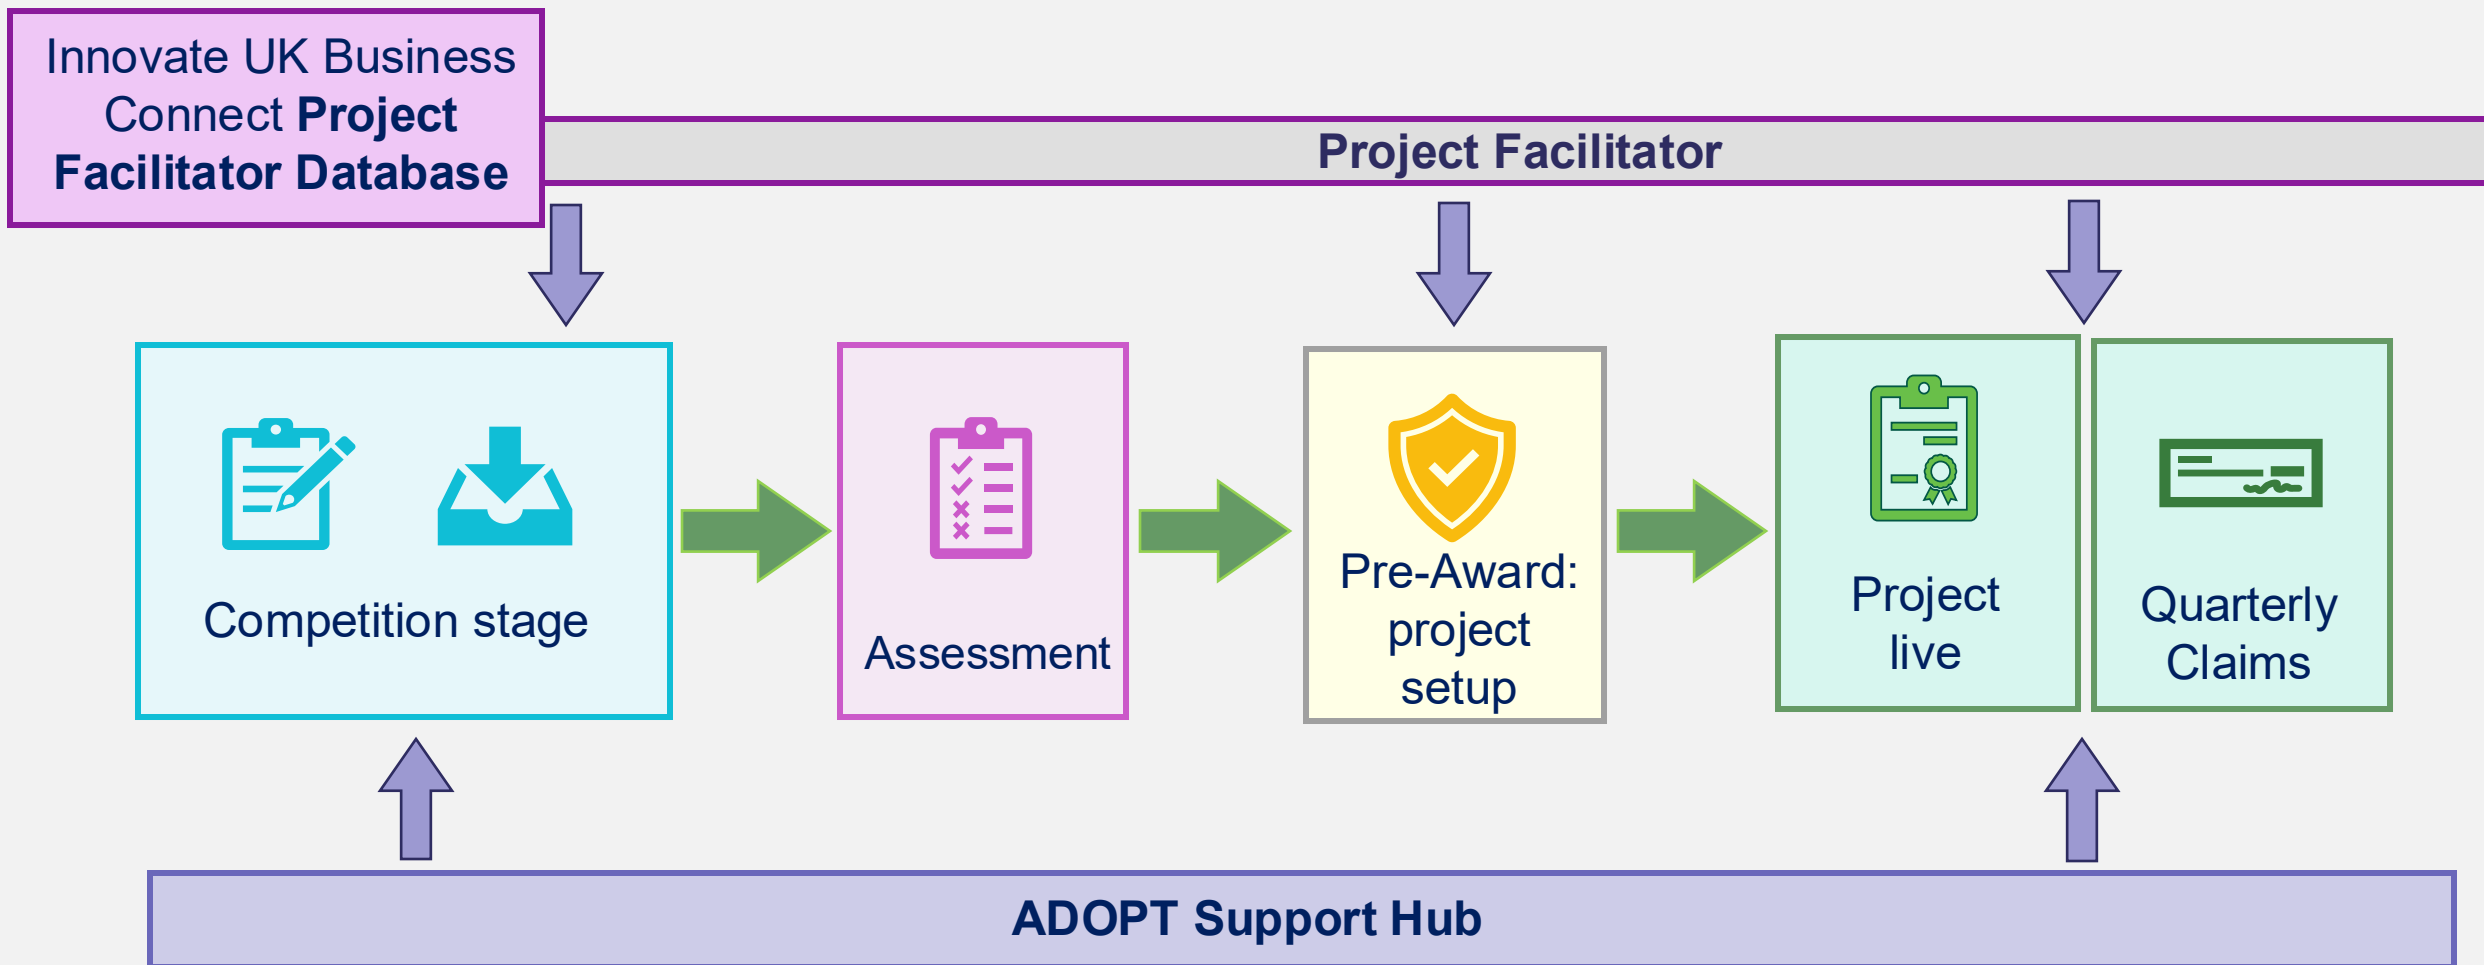 Innovate UK Business
Connect Project
Facilitator Database
Project Facilitator
Competition stage
Assessment
Pre-Award:
project
setup
Project
live
Quarterly
Claims
ADOPT Support Hub